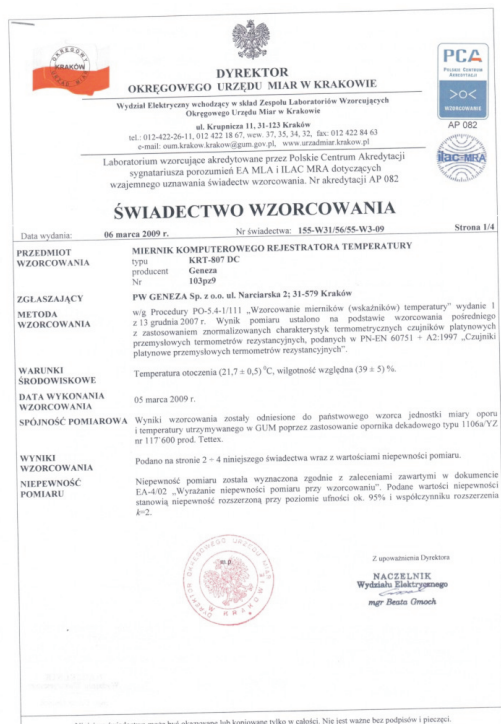 OKRĘGOWY
KRAKÓW
URZĄD MIAR
PCA
POLSKIE CENTRUM
AKREDYTACJI
WZORCOWANIE
AP 082
ilac-MRA
DYREKTOR
OKRĘGOWEGO URZĘDU MIAR W KRAKOWIE
Wydział Elektryczny wchodzący w skład Zespołu Laboratoriów Wzorcujących
Okręgowego Urzędu Miar w Krakowie
ul. Krupnicza 11, 31-123 Kraków
tel.: 012-422-26-11, 012 422 18 67, wew. 37, 35, 34, 32, fax: 012 422 84 63
e-mail: oum.krakow.krakow@gum.gov.pl, www.urzadmiar.krakow.pl
Laboratorium wzorcujące akredytowane przez Polskie Centrum Akredytacji
sygnatariusza porozumień EA MLA i ILAC MRA dotyczących
wzajemnego uznawania świadectw wzorcowania. Nr akredytacji AP 082
ŚWIADECTWO WZORCOWANIA
Data wydania: 06 marca 2009 r. Nr świadectwa: 155-W31/56/55-W3-09 Strona 1/4
PRZEDMIOT WZORCOWANIA
MIERNIK KOMPUTEROWEGO REJESTRATORA TEMPERATURY
typu KRT-807 DC
producent Geneza
Nr 103pz9
ZGŁASZAJĄCY PW GENEZA Sp. z o.o. ul. Narciarska 2; 31-579 Kraków
METODA WZORCOWANIA
w/g Procedury PO-5.4-1/111 „Wzorcowanie mierników (wskaźników) temperatury” wydanie 1
z 13 grudnia 2007 r. Wynik pomiaru ustalono na podstawie wzorcowania pośredniego
z zastosowaniem znormalizowanych charakterystyk termometrycznych czujników platynowych
przemysłowych termometrów rezystancyjnych, podanych w PN-EN 60751 + A2:1997 „Czujniki
platynowe przemysłowych termometrów rezystancyjnych”.
WARUNKI ŚRODOWISKOWE
Temperatura otoczenia (21,7 ± 0,5) ⁰C, wilgotność względna (39 ± 5) %.
DATA WYKONANIA WZORCOWANIA
05 marca 2009 r.
SPÓJNOŚĆ POMIAROWA Wyniki wzorcowania zostały odniesione do państwowego wzorca jednostki miary oporu
i temperatury utrzymywanego w GUM poprzez zastosowanie opornika dekadowego typu 1106a/YZ
nr 117`600 prod. Tettex.
WYNIKI WZORCOWANIA
Podano na stronie 2 ÷ 4 niniejszego świadectwa wraz z wartościami niepewności pomiaru.
NIEPEWNOŚĆ POMIARU
Niepewność pomiaru została wyznaczona zgodnie z zaleceniami zawartymi w dokumencie
EA-4/02 „Wyrażanie niepewności pomiaru przy wzorcowaniu”. Podane wartości niepewności
stanowią niepewność rozszerzoną przy poziomie ufności ok. 95% i współczynniku rozszerzenia
k=2.
m.p.
Z upoważnienia Dyrektora
NACZELNIK
Wydziału Elektrycznego
mgr Beata Gmoch
może być okazywane lub kopiowane tylko w całości. Nie jest ważne bez podpisów i pieczęci.